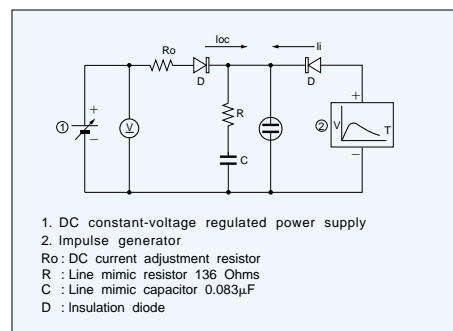 Ioc
Ii
Ro
D
D
R
C
+
−
①
V
+
②
V
T
−
1. DC constant-voltage regulated power supply
2. Impulse generator
Ro : DC current adjustment resistor
R : Line mimic resistor 136 Ohms
C : Line mimic capacitor 0.083μF
D : Insulation diode